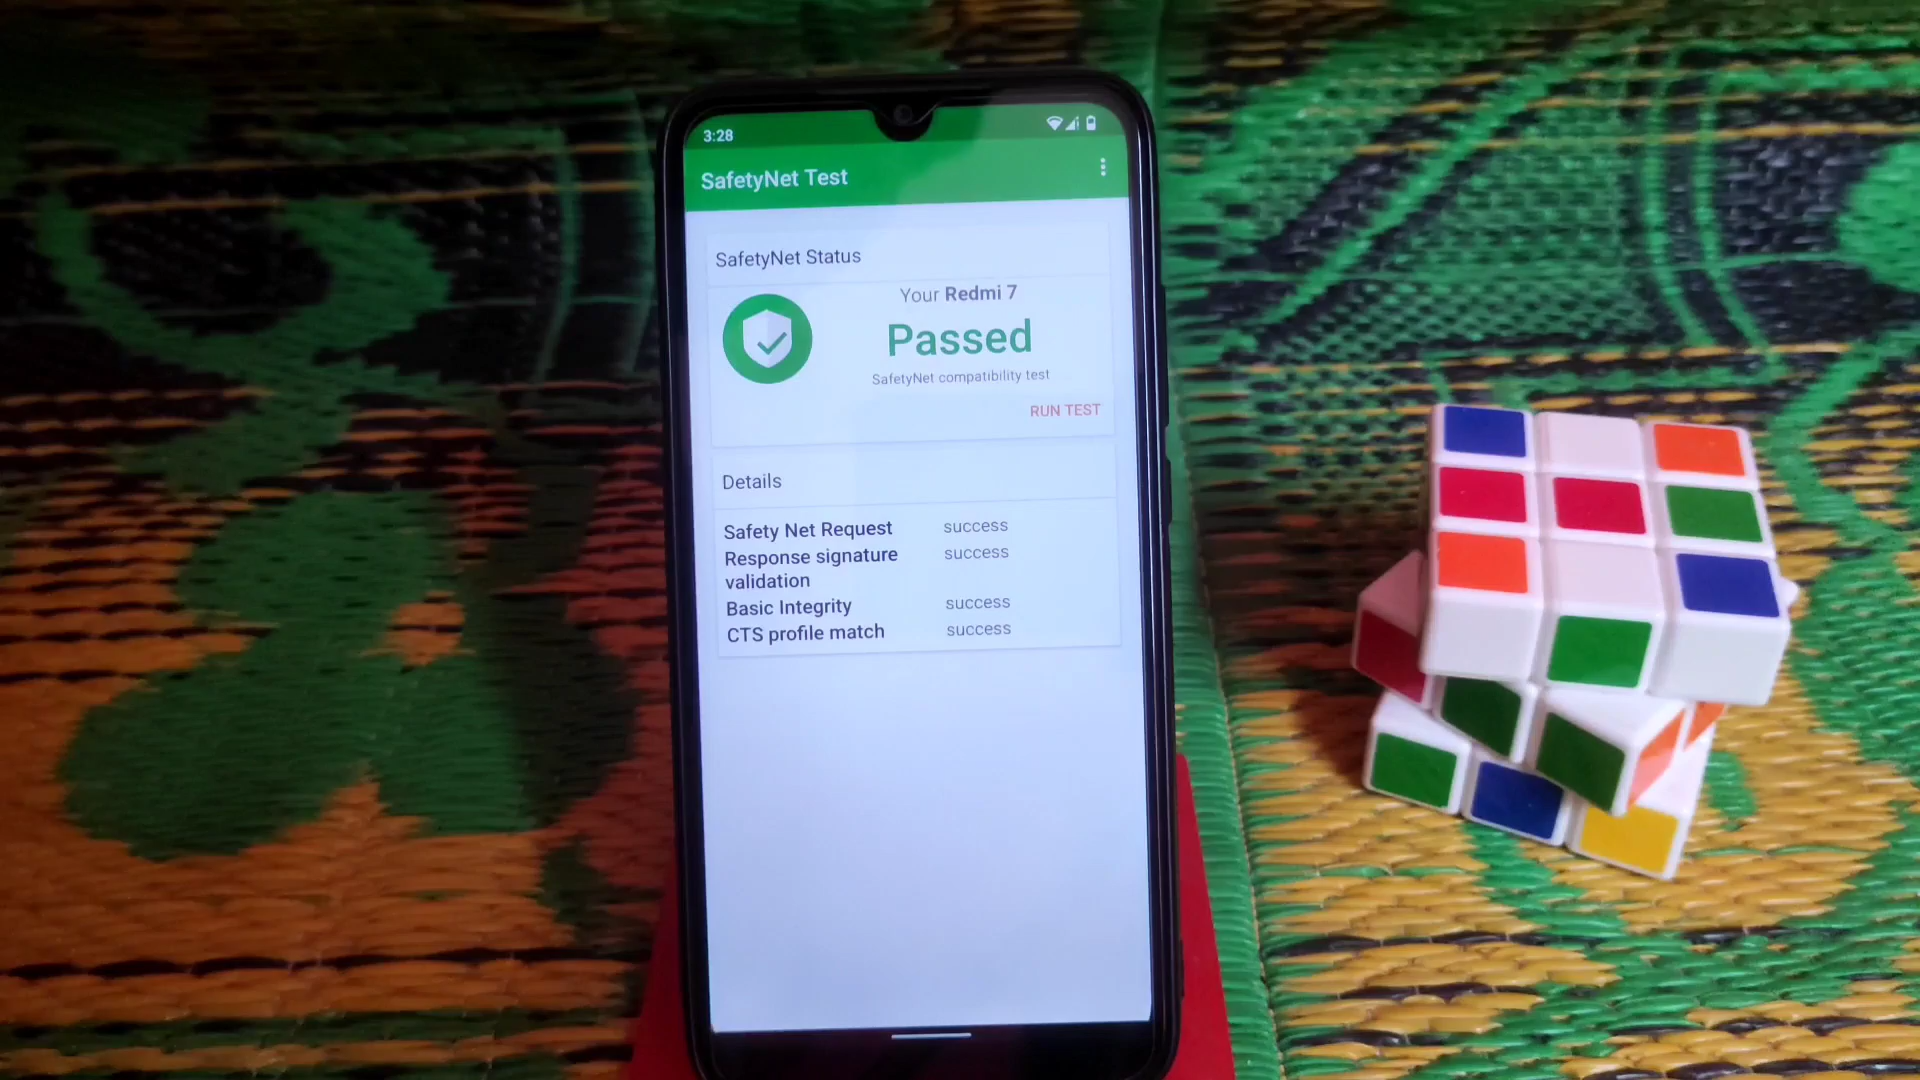 3:28
SafetyNet Test
SafetyNet Status
Your Redmi 7
Passed
SafetyNet compatibility test
RUN TEST
Details
Safety Net Request success
Response signature success
validation
Basic Integrity success
CTS profile match success